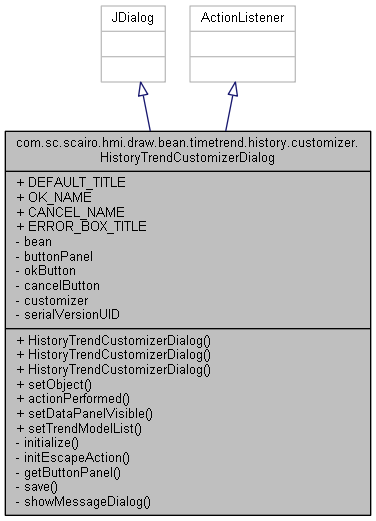 JDialog
ActionListener
com.sc.scairo.hmi.draw.bean.timetrend.history.customizer.
HistoryTrendCustomizerDialog
+ DEFAULT_TITLE
+ OK_NAME
+ CANCEL_NAME
+ ERROR_BOX_TITLE
- bean
- buttonPanel
- okButton
- cancelButton
- customizer
- serialVersionUID
+ HistoryTrendCustomizerDialog()
+ HistoryTrendCustomizerDialog()
+ HistoryTrendCustomizerDialog()
+ setObject()
+ actionPerformed()
+ setDataPanelVisible()
+ setTrendModelList()
- initialize()
- initEscapeAction()
- getButtonPanel()
- save()
- showMessageDialog()